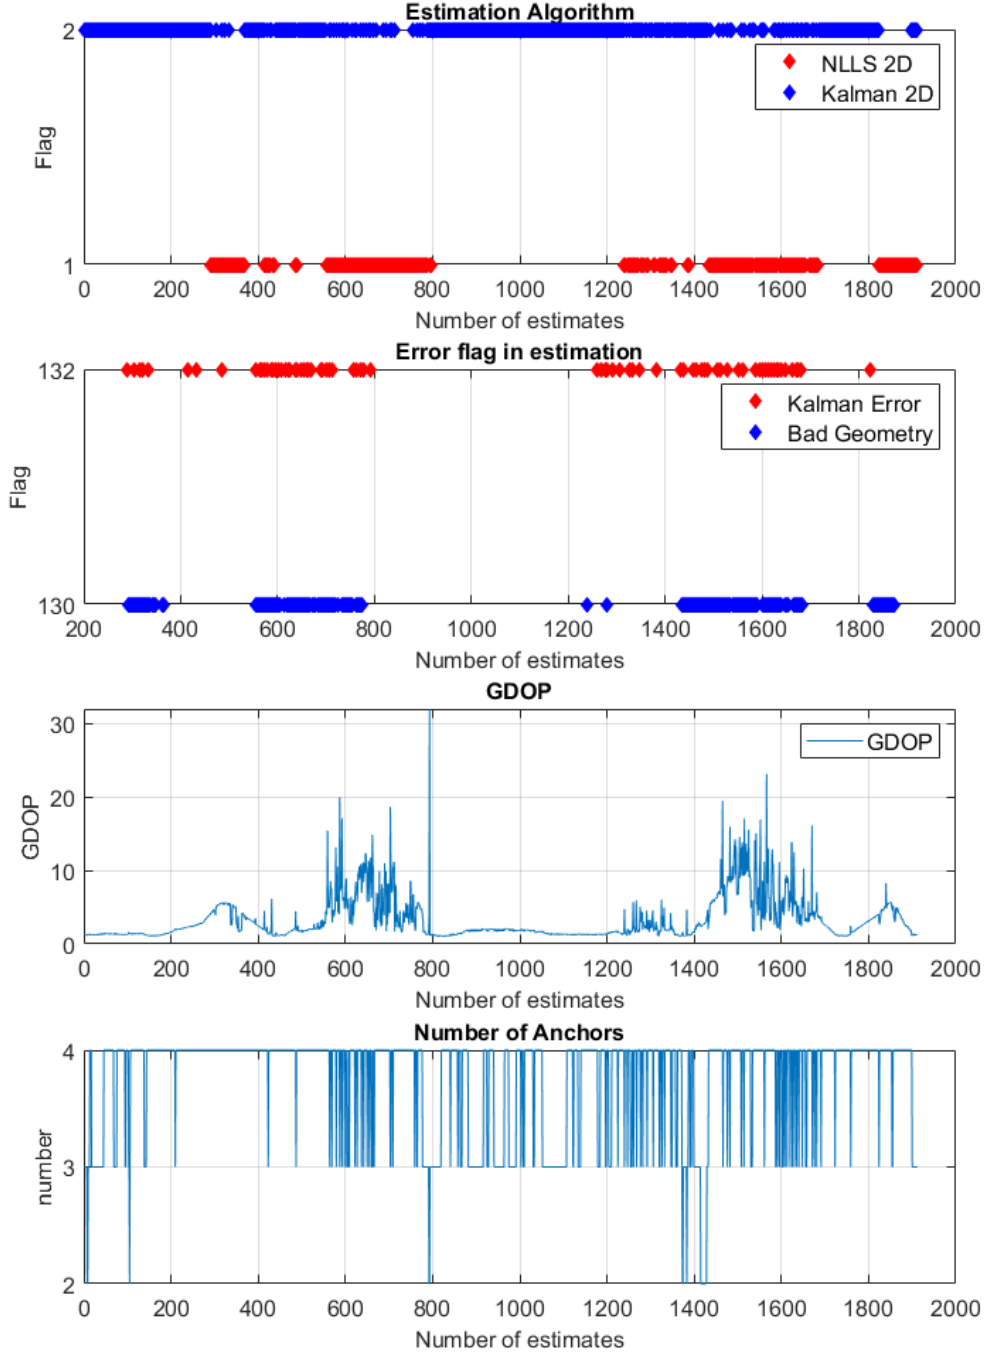 Estimation Algorithm
2
NLLS 2D
Kalman 2D
Flag
1
0 200 400 600 800 1000 1200 1400 1600 1800 2000
Number of estimates
Error flag in estimation
132
Kalman Error
Bad Geometry
Flag
130
200 400 600 800 1000 1200 1400 1600 1800 2000
Number of estimates
GDOP
30
GDOP
20
GDOP
10
0
0 200 400 600 800 1000 1200 1400 1600 1800 2000
Number of estimates
Number of Anchors
4
number
3
2
0 200 400 600 800 1000 1200 1400 1600 1800 2000
Number of estimates